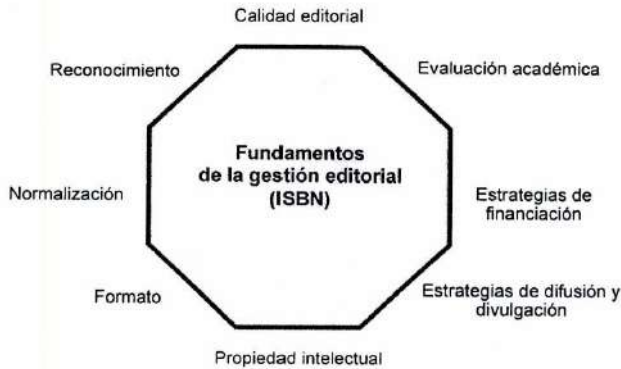 Calidad editorial
Reconocimiento
Evaluación académica
Fundamentos
de la gestión editorial
(ISBN)
Normalización
Estrategias de
financiación
Formato
Estrategias de difusión y
divulgación
Propiedad intelectual